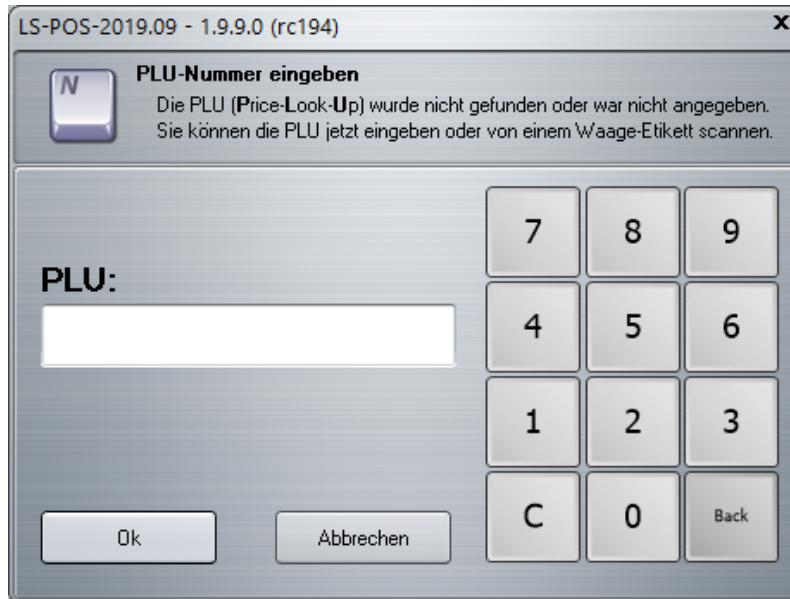 LS-POS-2019.09 - 1.9.9.0 (rc194)
x
N
PLU-Nummer eingeben
Die PLU (Price-Look-Up) wurde nicht gefunden oder war nicht angegeben.
Sie können die PLU jetzt eingeben oder von einem Waage-Etikett scannen.
PLU:
7 8 9
4 5 6
1 2 3
C 0 Back
Ok Abbrechen